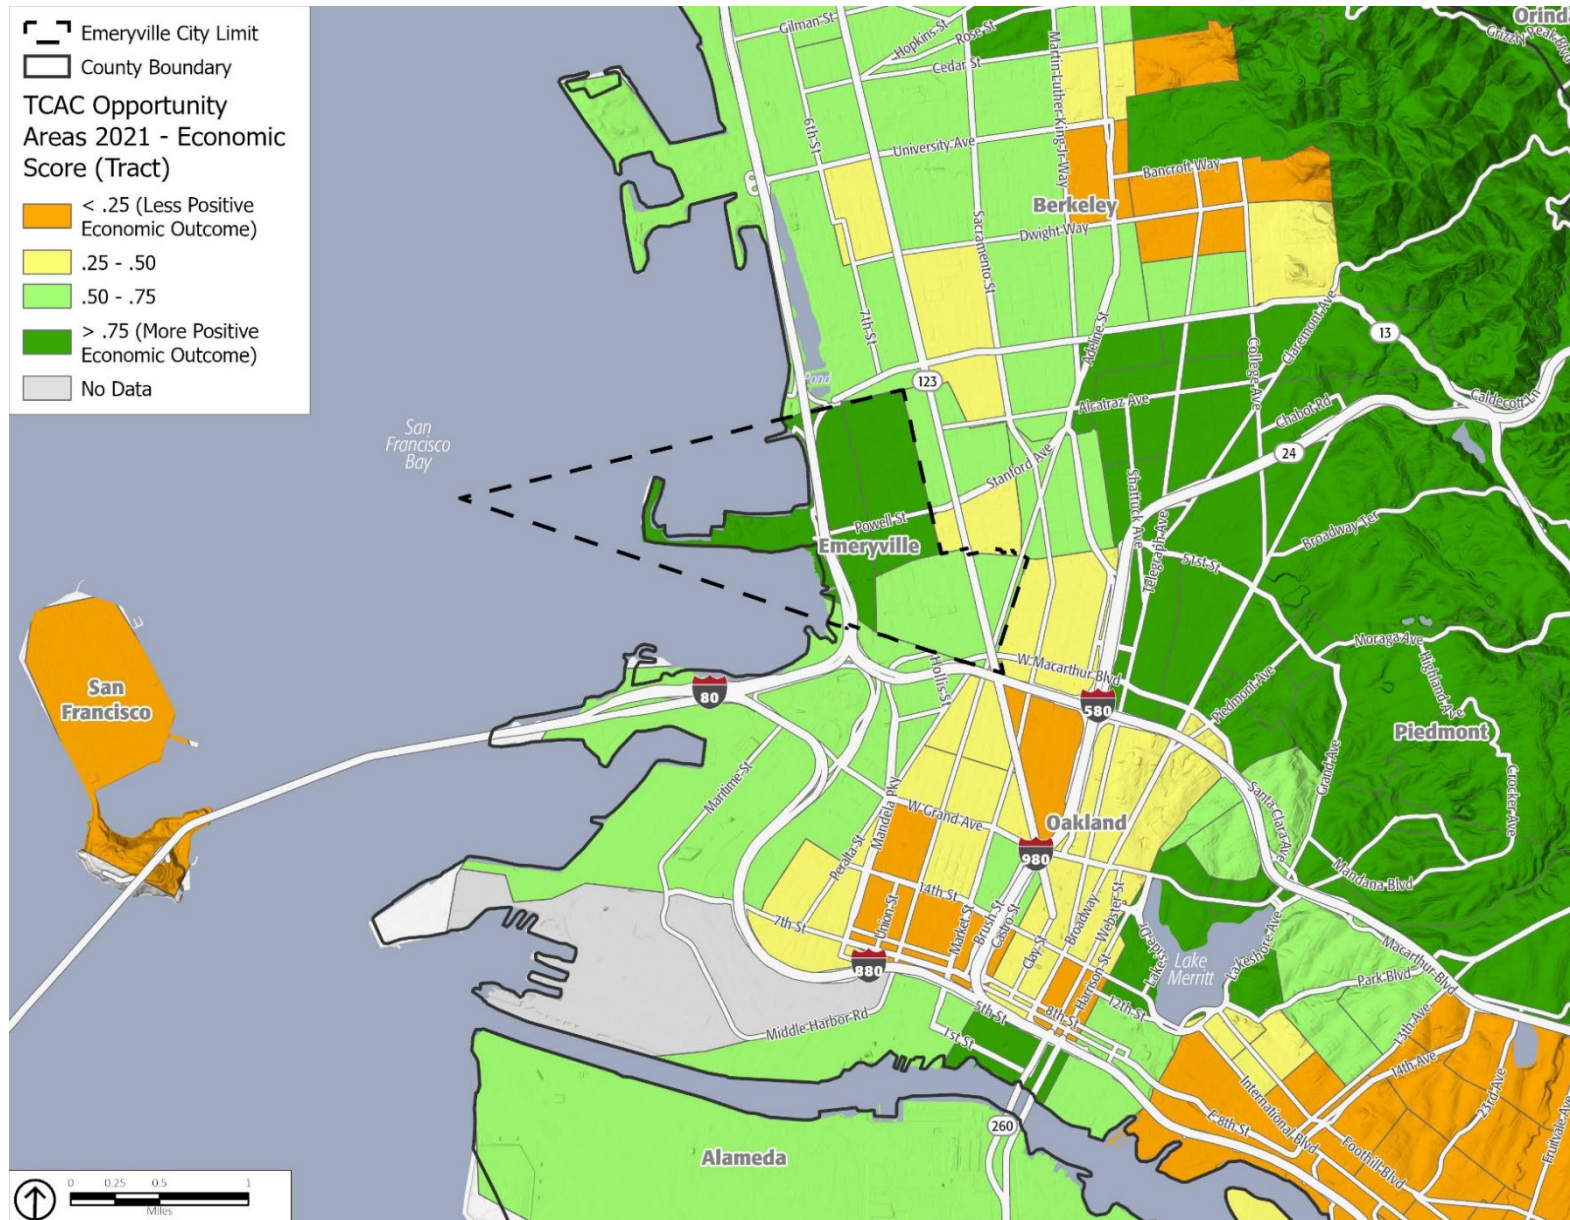 Emeryville City Limit
County Boundary
TCAC Opportunity
Areas 2021 - Economic
Score (Tract)
< .25 (Less Positive
Economic Outcome)
.25 - .50
.50 - .75
> .75 (More Positive
Economic Outcome)
No Data
Gilman St
Hopkins St
Rose St
Cedar St
Martin Luther King Jr Way
Orinda
Grizzly Peak Blvd
6th St
University Ave
Bancroft Way
Berkeley
Dwight Way
Sacramento St
7th St
Adeline St
College Ave
Claremont Ave
13
123
Pond
Alcatraz Ave
Chabot Rd
Caldecott Ln
24
San
Francisco
Bay
Stanford Ave
Shattuck Ave
Telegraph Ave
Broadway Ter
Powell St
Emeryville
51st St
Moraga Ave
Highland Ave
Piedmont
Crocker Ave
Hollis St
W Macarthur Blvd
Piedmont Ave
San
Francisco
80
580
Grand Ave
Santa Clara Ave
Maritime St
Mandela Pky
W Grand Ave
Oakland
980
Peralta St
14th St
Mandana Blvd
7th St
Union St
Market St
Brush St
Castro St
Clay St
Broadway
Webster St
Harrison St
Lakeside Dr
Lake
Merritt
Lakeshore Ave
Macarthur Blvd
Park Blvd
880
Middle Harbor Rd
5th St
8th St
12th St
1st St
13th Ave
14th Ave
23rd Ave
Fruitvale Ave
International Blvd
E 8th St
Foothill Blvd
260
Alameda
0 0.25 0.5 1
Miles